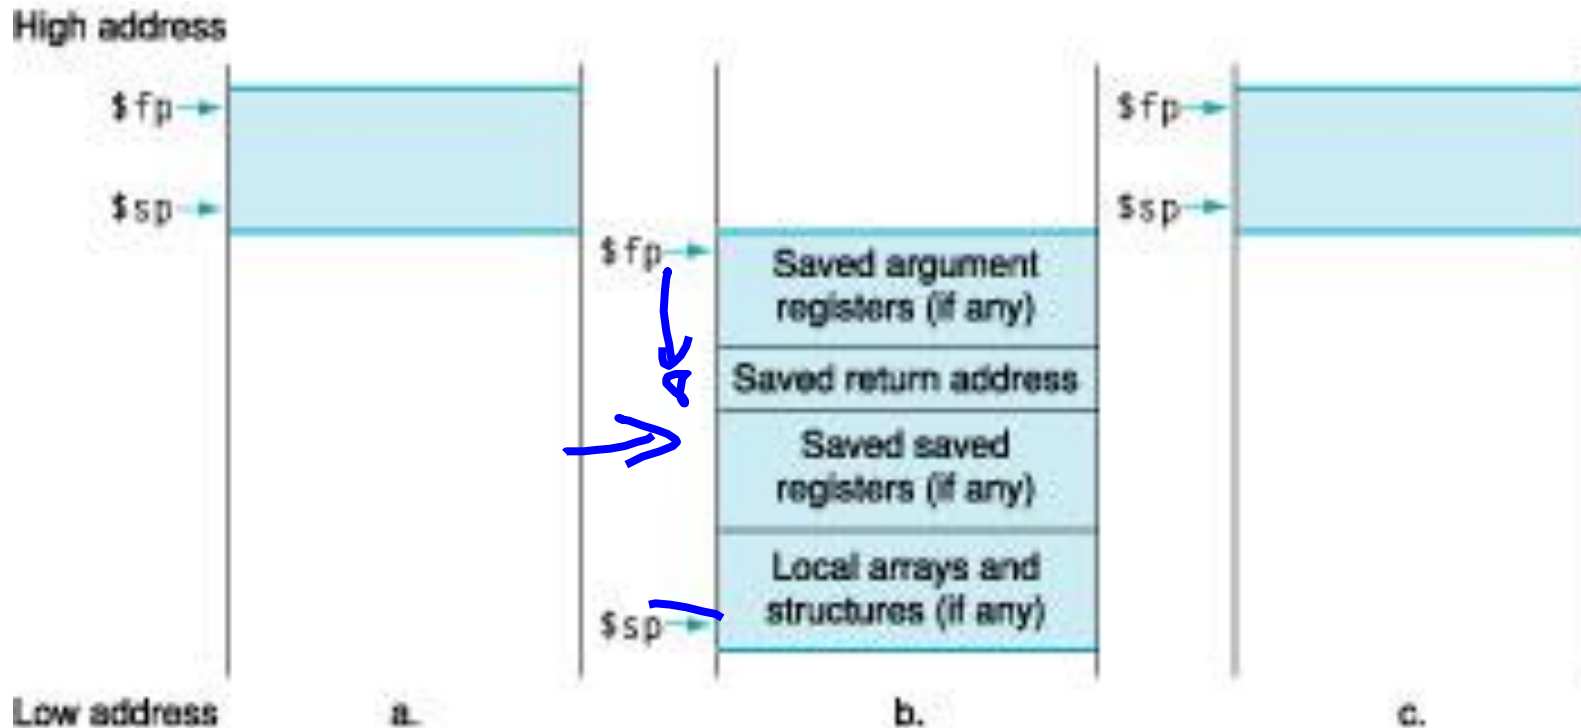 High address
$fp
$sp
$fp
Saved argument
registers (if any)
Saved return address
Saved saved
registers (if any)
Local arrays and
structures (if any)
$sp
$fp
$sp
Low address
a.
b.
c.